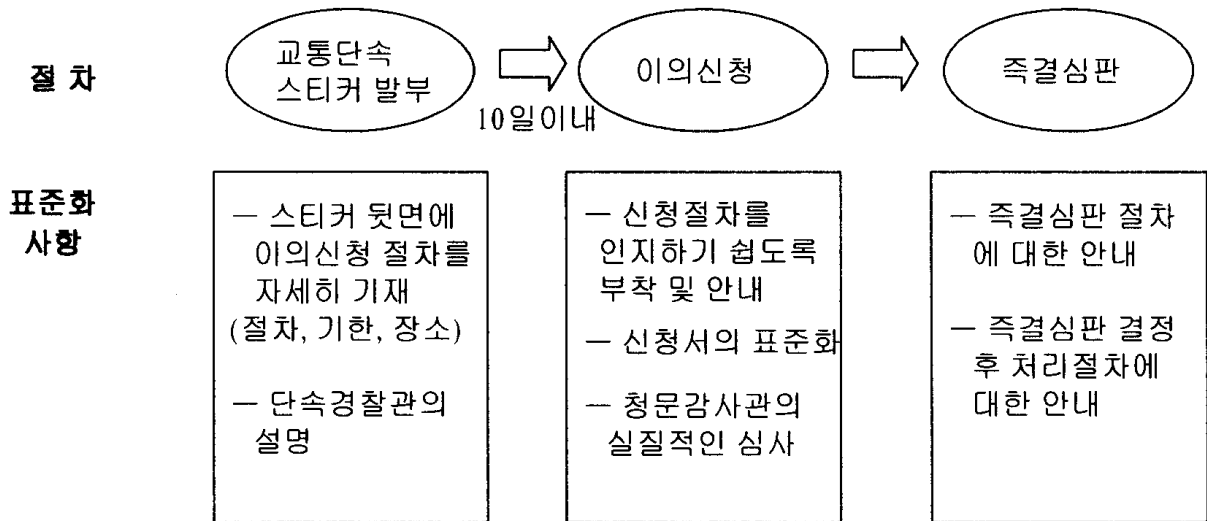 절 차
교통단속
스티커 발부
10일이내
이의신청
즉결심판
표준화
사항
— 스티커 뒷면에
이의신청 절차를
자세히 기재
(절차, 기한, 장소)
— 단속경찰관의
설명
— 신청절차를
인지하기 쉽도록
부착 및 안내
— 신청서의 표준화
— 청문감사관의
실질적인 심사
— 즉결심판 절차
에 대한 안내
— 즉결심판 결정
후 처리절차에
대한 안내